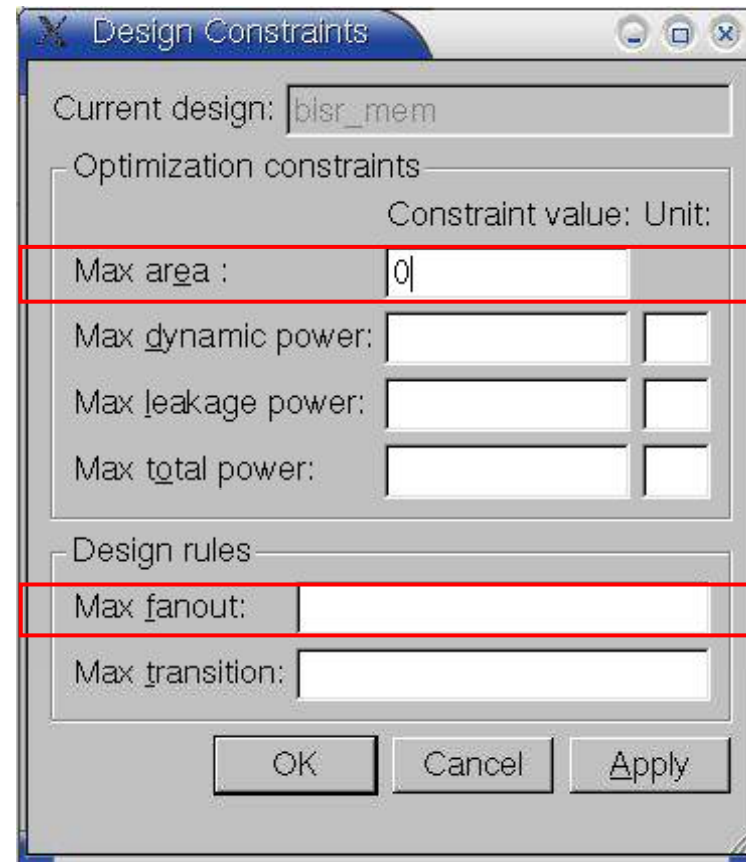 Design Constraints
Current design: bisr_mem
Optimization constraints
Constraint value: Unit:
Max area : 0
Max dynamic power:
Max leakage power:
Max total power:
Design rules
Max fanout:
Max transition:
OK Cancel Apply